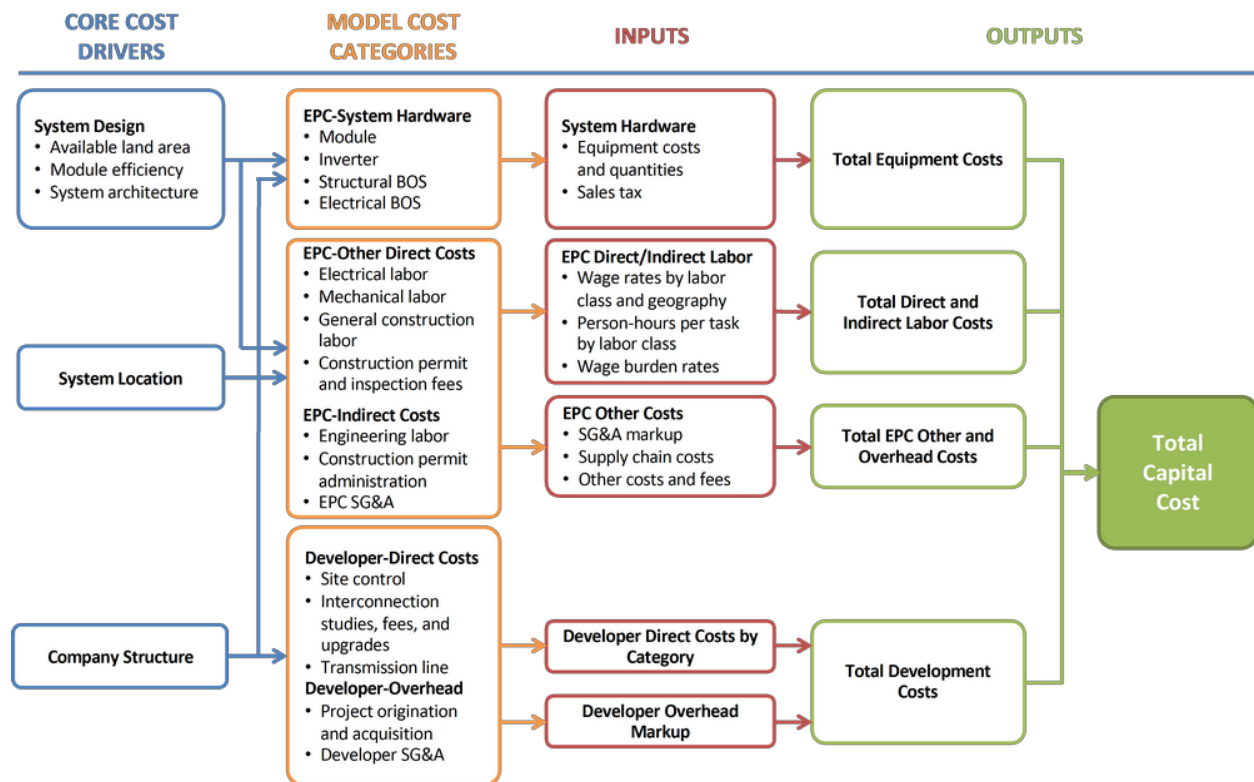 CORE COST
DRIVERS
MODEL COST
CATEGORIES
INPUTS
OUTPUTS
System Design
• Available land area
• Module efficiency
• System architecture
System Location
Company Structure
EPC-System Hardware
• Module
• Inverter
• Structural BOS
• Electrical BOS
EPC-Other Direct Costs
• Electrical labor
• Mechanical labor
• General construction
labor
• Construction permit
and inspection fees
EPC-Indirect Costs
• Engineering labor
• Construction permit
administration
• EPC SG&A
Developer-Direct Costs
• Site control
• Interconnection
studies, fees, and
upgrades
• Transmission line
Developer-Overhead
• Project origination
and acquisition
• Developer SG&A
System Hardware
• Equipment costs
and quantities
• Sales tax
EPC Direct/Indirect Labor
• Wage rates by labor
class and geography
• Person-hours per task
by labor class
• Wage burden rates
EPC Other Costs
• SG&A markup
• Supply chain costs
• Other costs and fees
Developer Direct Costs by
Category
Developer Overhead
Markup
Total Equipment Costs
Total Direct and
Indirect Labor Costs
Total EPC Other and
Overhead Costs
Total Development
Costs
Total
Capital
Cost